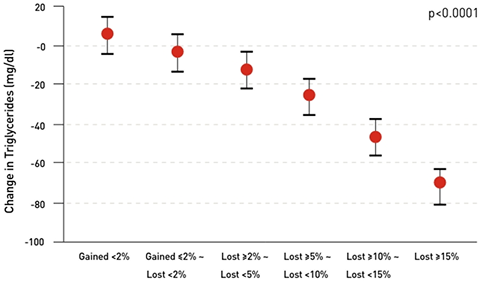 p<0.0001
Change in Triglycerides (mg/dl)
20
-0
-20
-40
-60
-80
-100
Gained <2%
Gained ≤2% ~
Lost <2%
Lost ≥2% ~
Lost <5%
Lost ≥5% ~
Lost <10%
Lost ≥10% ~
Lost <15%
Lost ≥15%